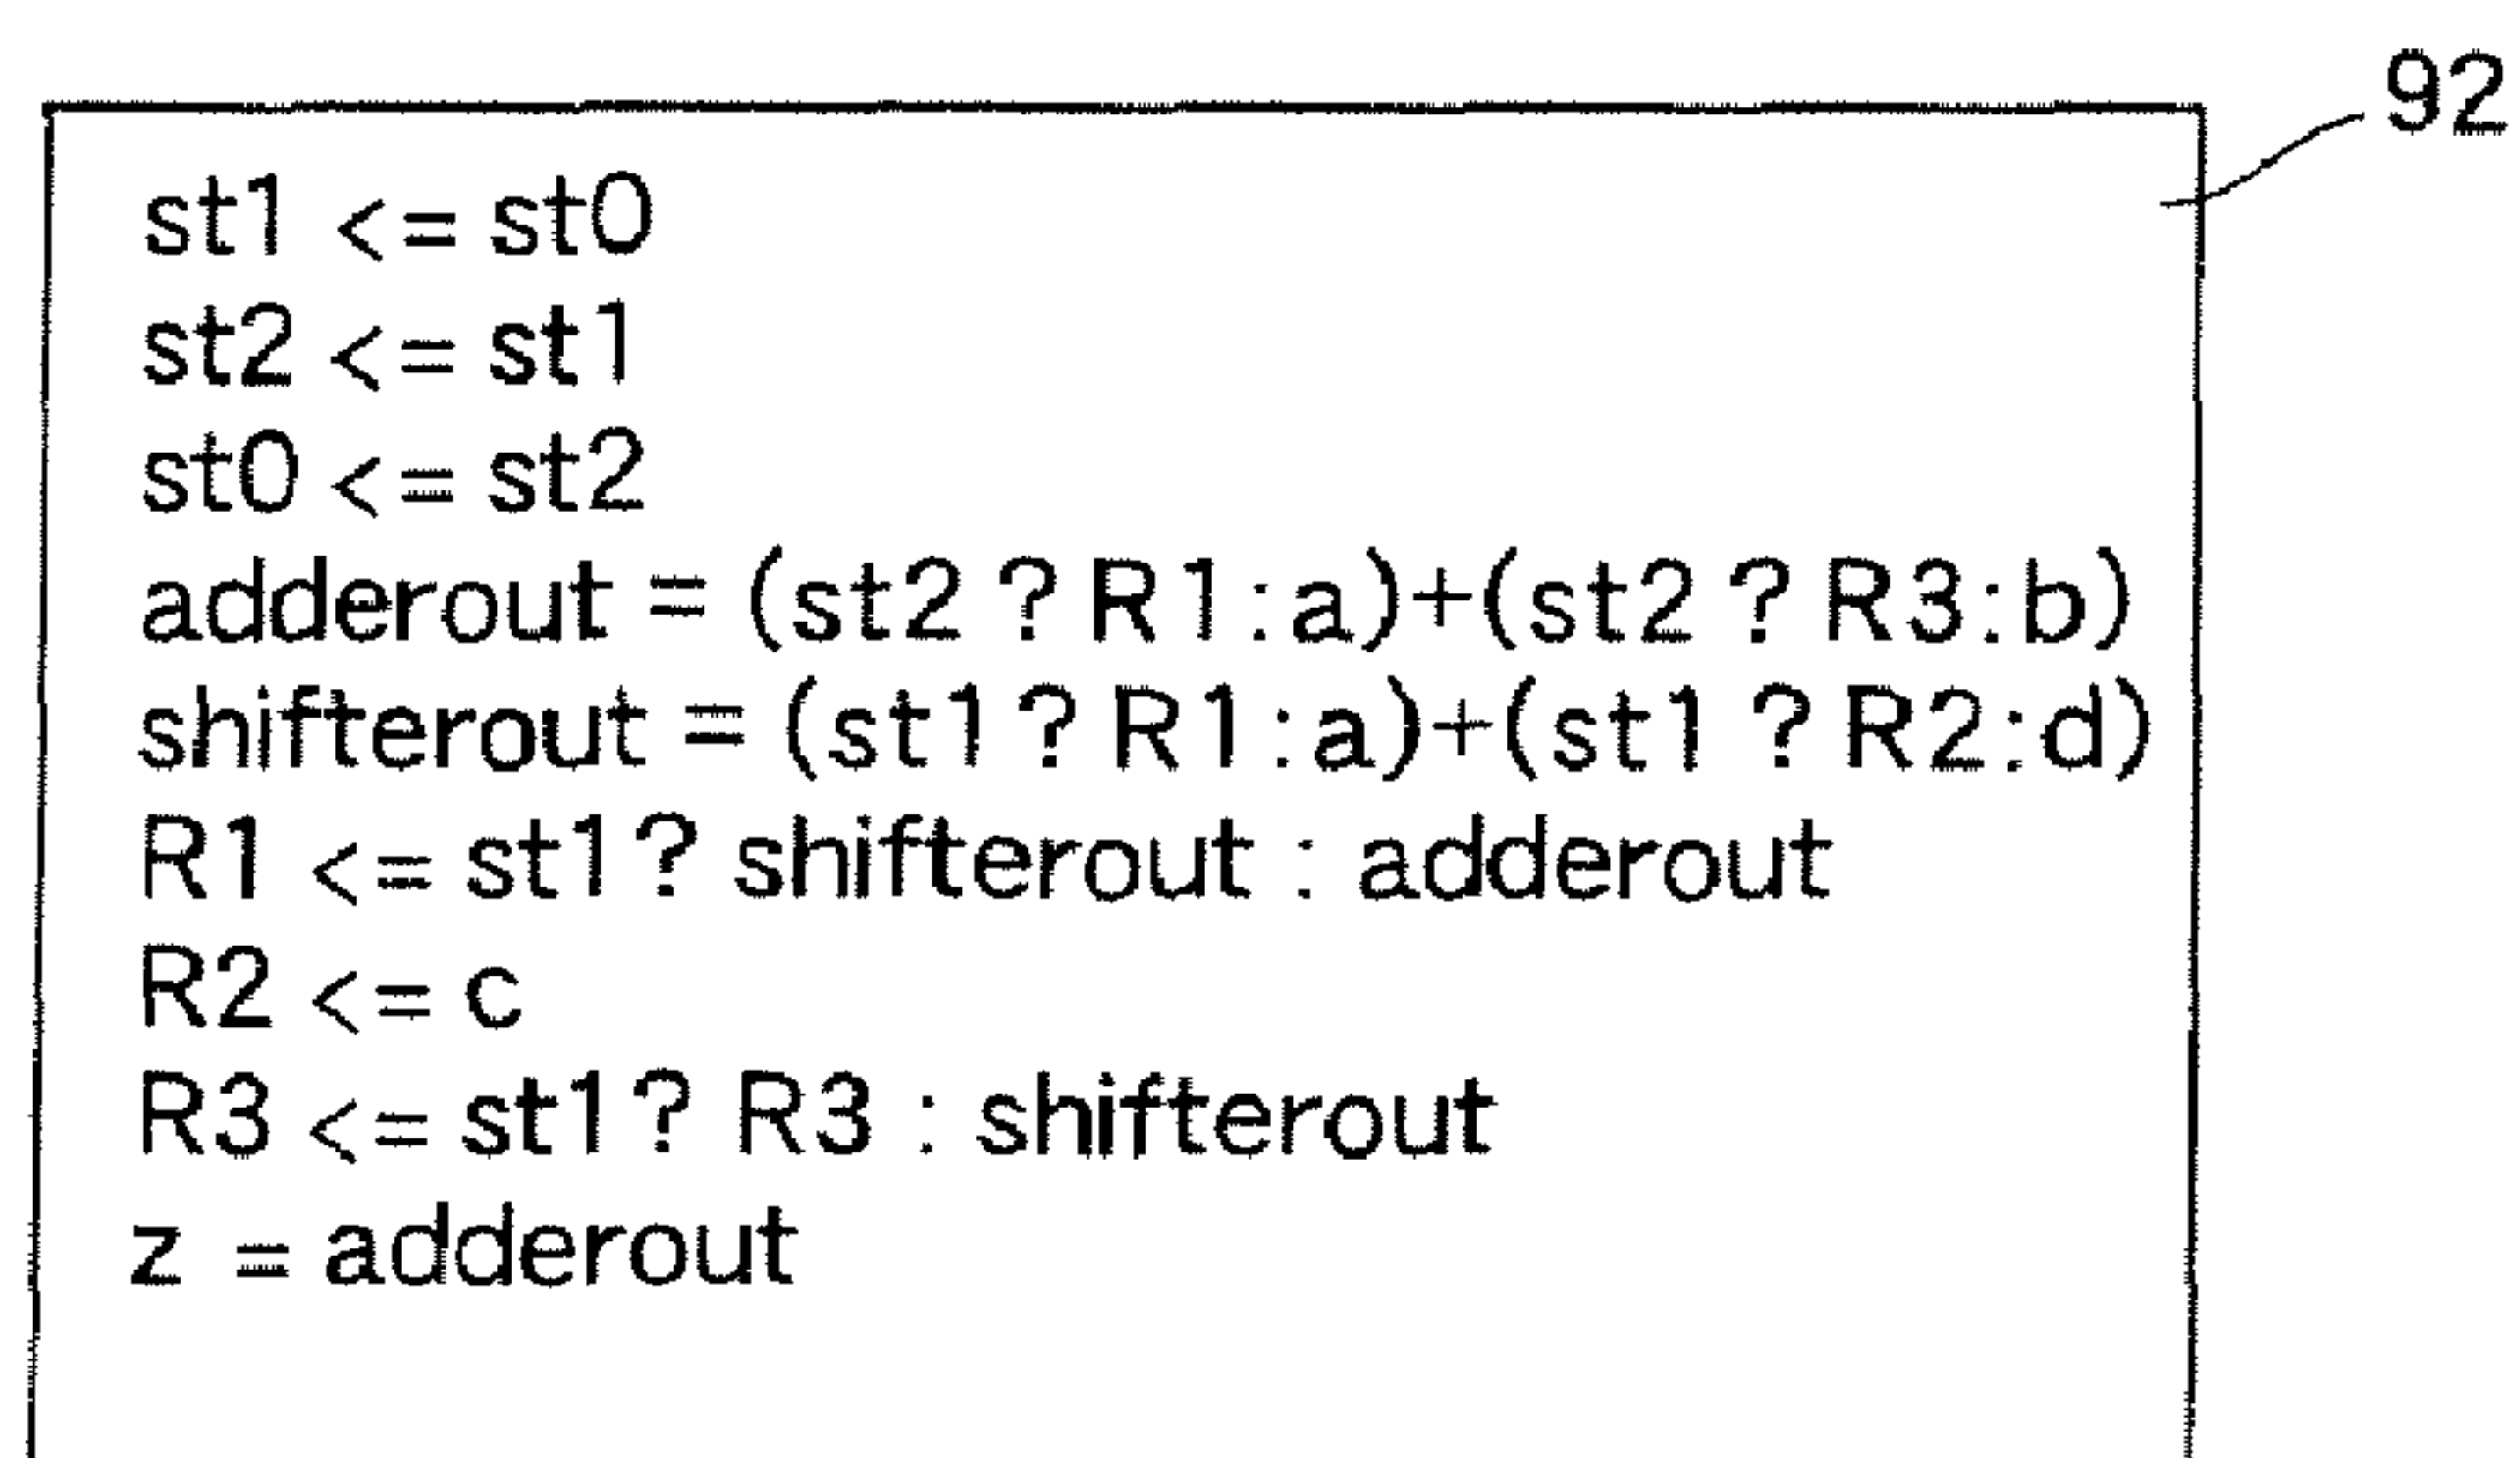 92
st1 <= st0
st2 <= st1
st0 <= st2
adderout = (st2 ? R1:a)+(st2 ? R3:b)
shifterout = (st1 ? R1:a)+(st1 ? R2:d)
R1 <= st1? shifterout : adderout
R2 <= c
R3 <= st1? R3 : shifterout
z = adderout